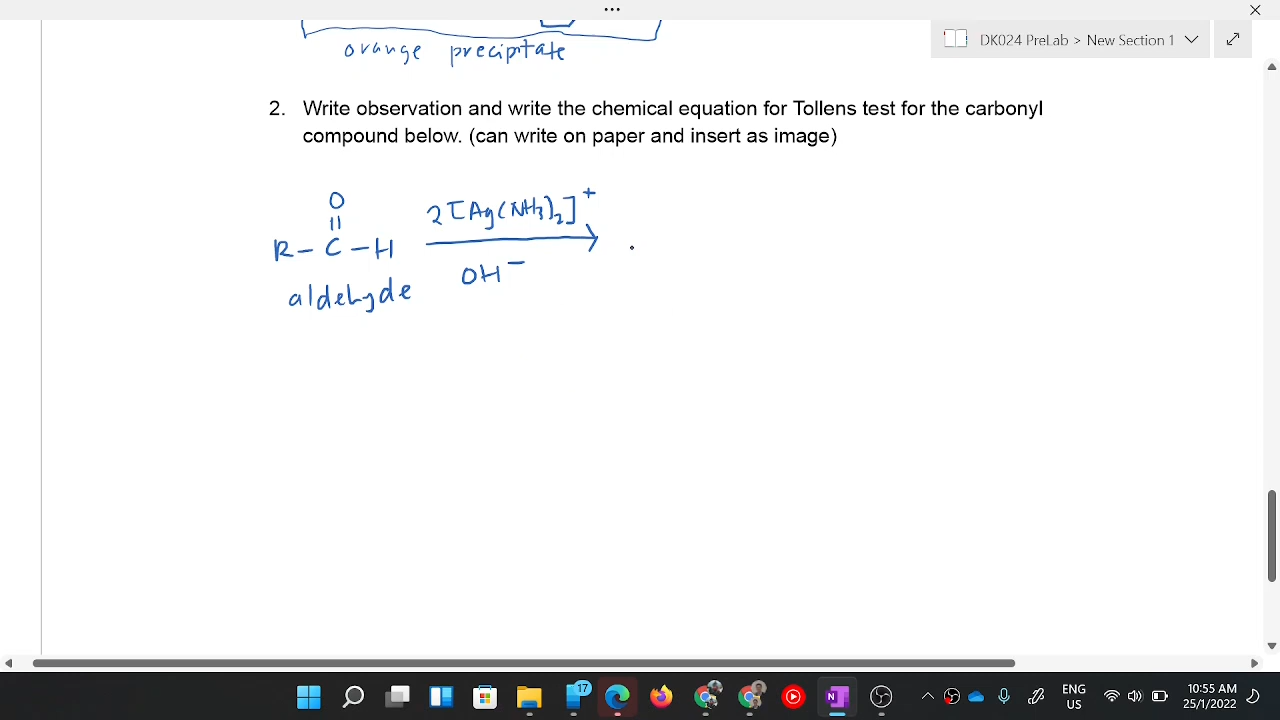 DK024 PreLab > New Section 1
orange preciptate
2. Write observation and write the chemical equation for Tollens test for the carbonyl
compound below. (can write on paper and insert as image)
O
||
R - C - H
2[Ag(NH3)2]+
OH−
aldehyde
17
ENG
US
10:55 AM
25/1/2022